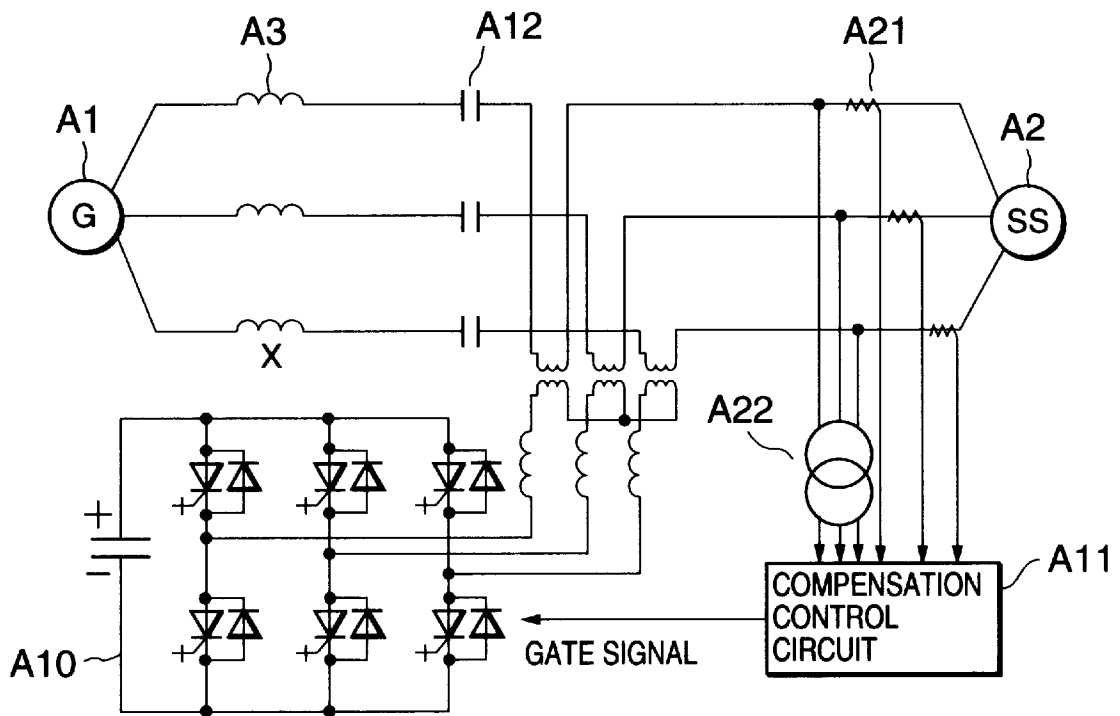 A3
A12
A21
A1
A2
G
SS
X
A22
+
−
A10
A11
COMPENSATION
CONTROL
CIRCUIT
GATE SIGNAL